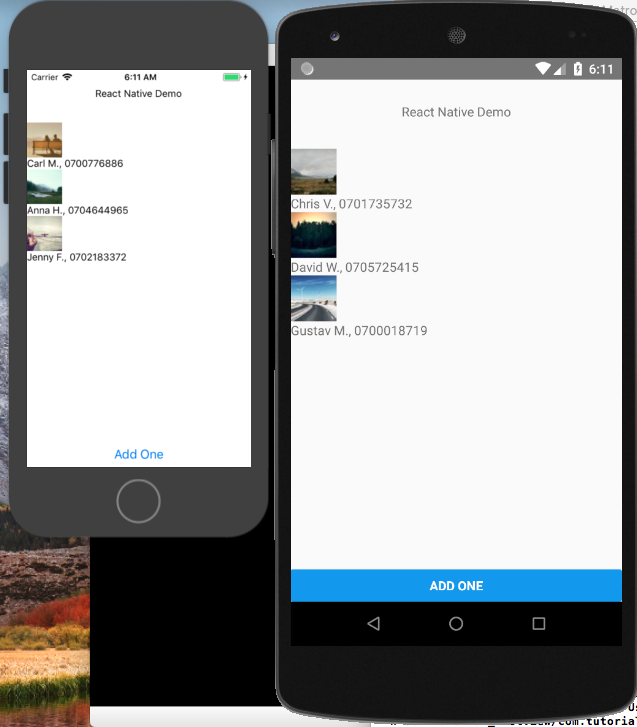 Carrier 6:11 AM
React Native Demo
Carl M., 0700776886
Anna H., 0704644965
Jenny F., 0702183372
Add One
6:11
React Native Demo
Chris V., 0701735732
David W., 0705725415
Gustav M., 0700018719
ADD ONE